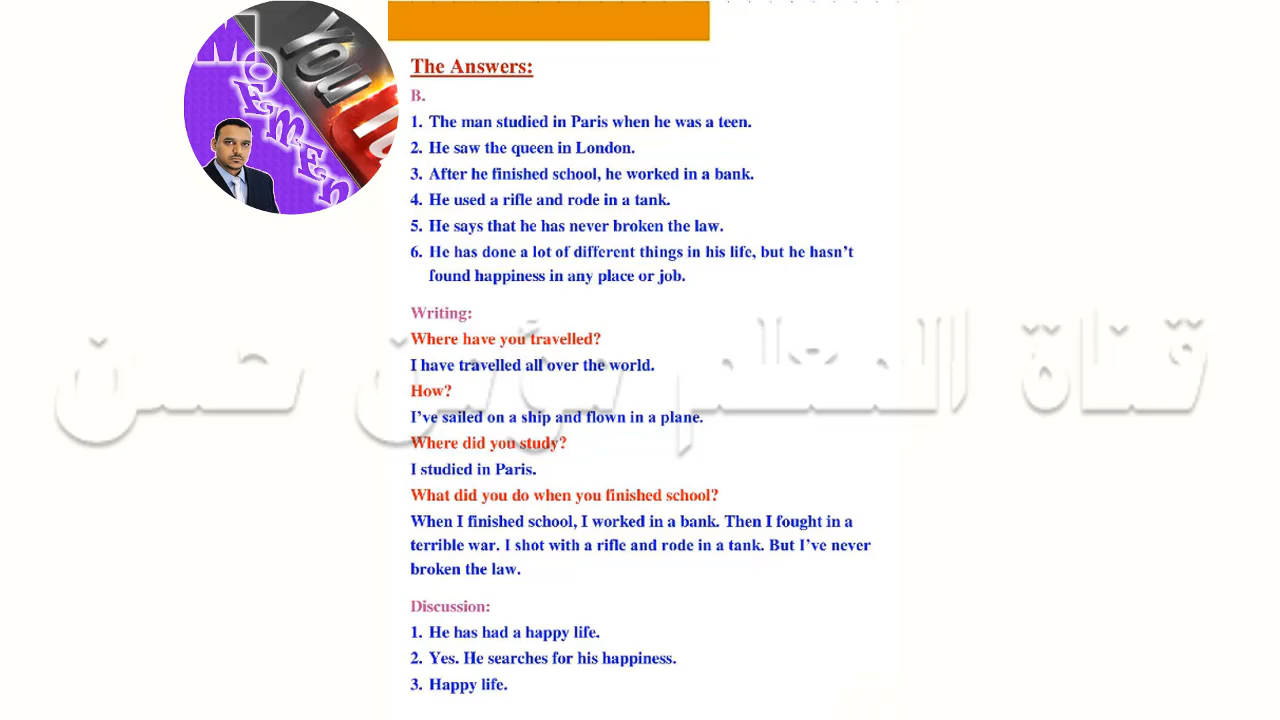 MOEMEN
YOU
The Answers:
B.
1. The man studied in Paris when he was a teen.
2. He saw the queen in London.
3. After he finished school, he worked in a bank.
4. He used a rifle and rode in a tank.
5. He says that he has never broken the law.
6. He has done a lot of different things in his life, but he hasn't
found happiness in any place or job.
Writing:
Where have you travelled?
I have travelled all over the world.
How?
I've sailed on a ship and flown in a plane.
Where did you study?
I studied in Paris.
What did you do when you finished school?
When I finished school, I worked in a bank. Then I fought in a
terrible war. I shot with a rifle and rode in a tank. But I've never
broken the law.
Discussion:
1. He has had a happy life.
2. Yes. He searches for his happiness.
3. Happy life.
قناة المعلم مؤمن حسن